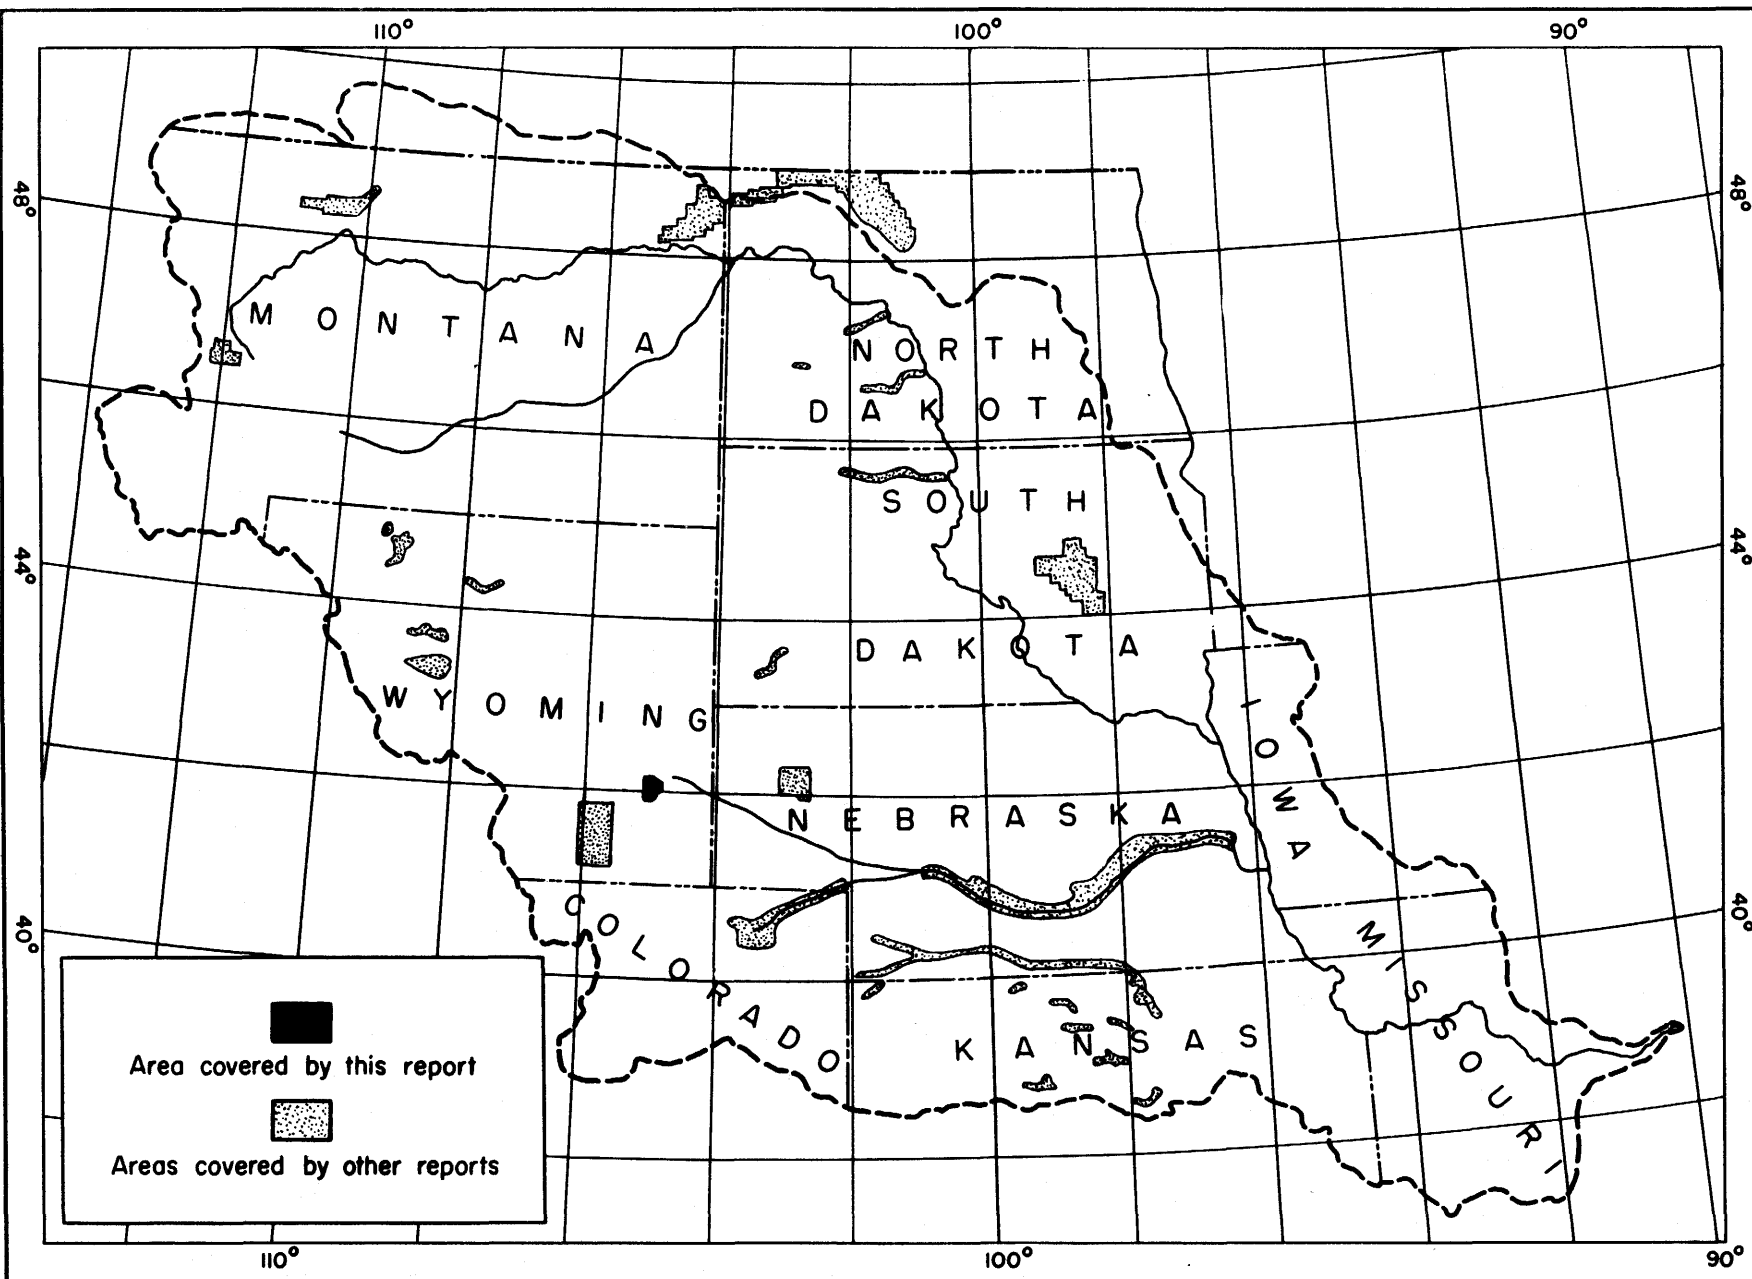 110° 100° 90°
48° 48°
MONTANA
NORTH
DAKOTA
SOUTH
44° 44°
DAKOTA
WYOMING
IOWA
NEBRASKA
COLORADO
40° 40°
MISSOURI
KANSAS
Area covered by this report
Areas covered by other reports
110° 100° 90°